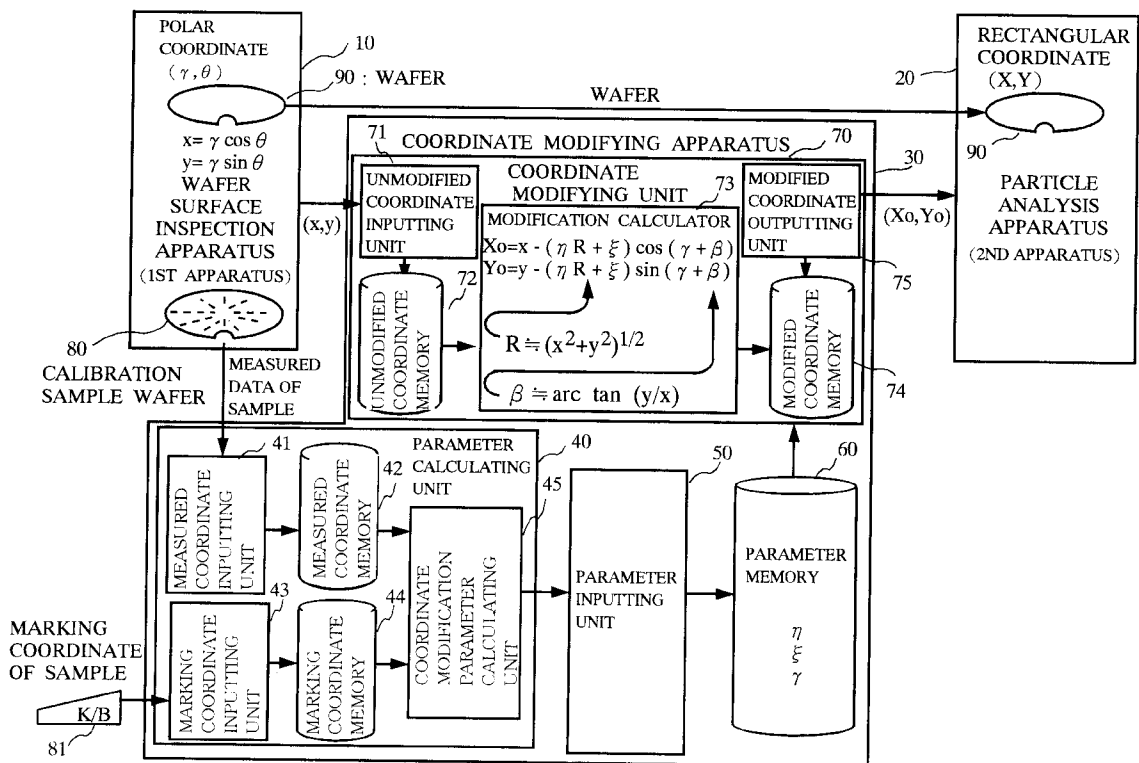 POLAR
COORDINATE
(γ,θ)
10
90 : WAFER
x= γ cos θ
y= γ sin θ
WAFER
SURFACE
INSPECTION
APPARATUS
(1ST APPARATUS)
80
CALIBRATION
SAMPLE WAFER
MEASURED
DATA OF
SAMPLE
WAFER
(x,y)
RECTANGULAR
COORDINATE
(X,Y)
20
90
PARTICLE
ANALYSIS
APPARATUS
(2ND APPARATUS)
COORDINATE MODIFYING APPARATUS
30
70
COORDINATE
MODIFYING UNIT
71
UNMODIFIED
COORDINATE
INPUTTING
UNIT
72
UNMODIFIED
COORDINATE
MEMORY
73
MODIFICATION CALCULATOR
Xo=x - (η R + ξ) cos (γ + β)
Yo=y - (η R + ξ) sin (γ + β)
R ≒ (x²+y²)1/2
β ≒ arc tan (y/x)
MODIFIED
COORDINATE
OUTPUTTING
UNIT
75
(Xo,Yo)
MODIFIED
COORDINATE
MEMORY
74
PARAMETER
CALCULATING
UNIT
40
41
MEASURED
COORDINATE
INPUTTING
UNIT
42
MEASURED
COORDINATE
MEMORY
43
MARKING
COORDINATE
INPUTTING
UNIT
44
MARKING
COORDINATE
MEMORY
45
COORDINATE
MODIFICATION
PARAMETER
CALCULATING
UNIT
50
PARAMETER
INPUTTING
UNIT
60
PARAMETER
MEMORY
η
ξ
γ
MARKING
COORDINATE
OF SAMPLE
K/B
81